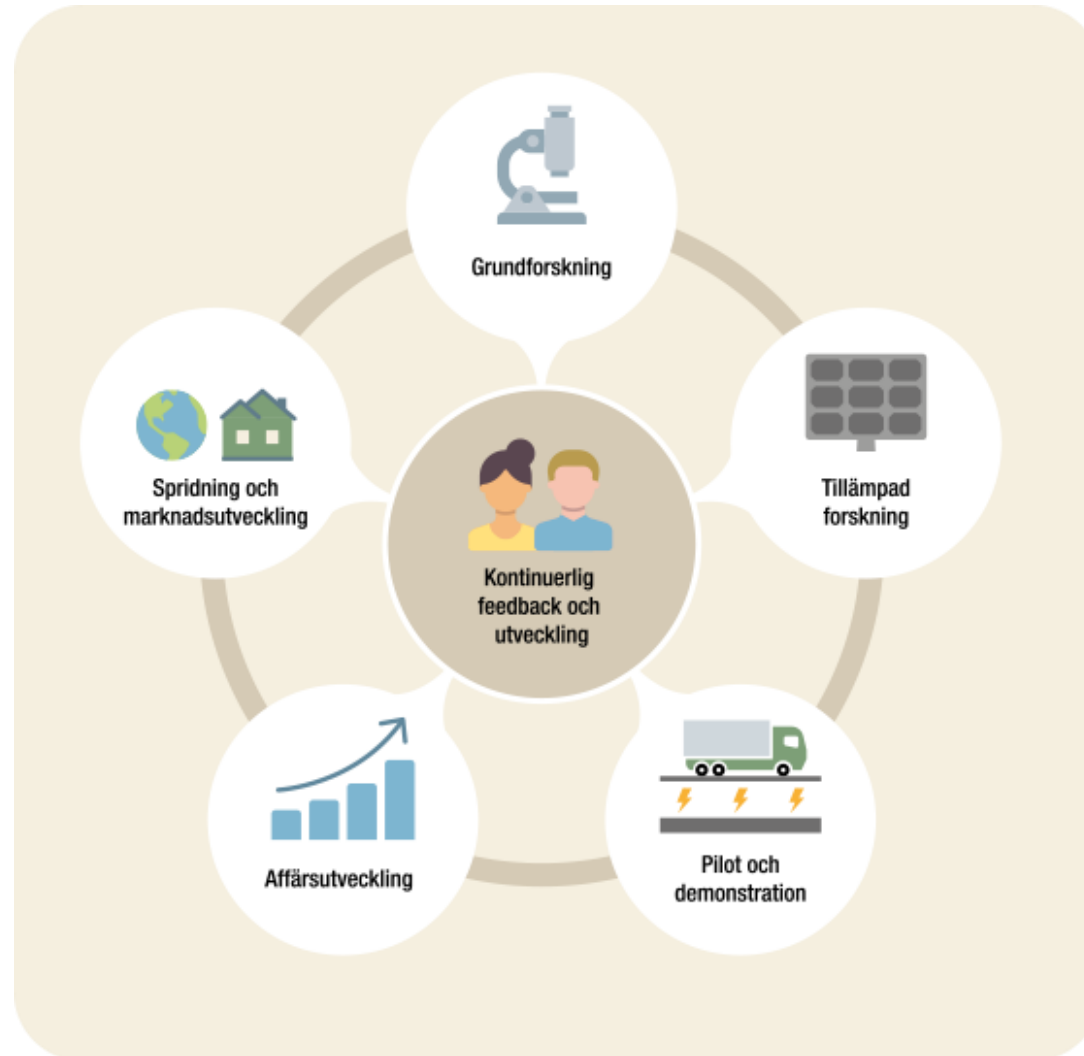 Grundforskning
Tillämpad
forskning
Pilot och
demonstration
Affärsutveckling
Spridning och
marknadsutveckling
Kontinuerlig
feedback och
utveckling